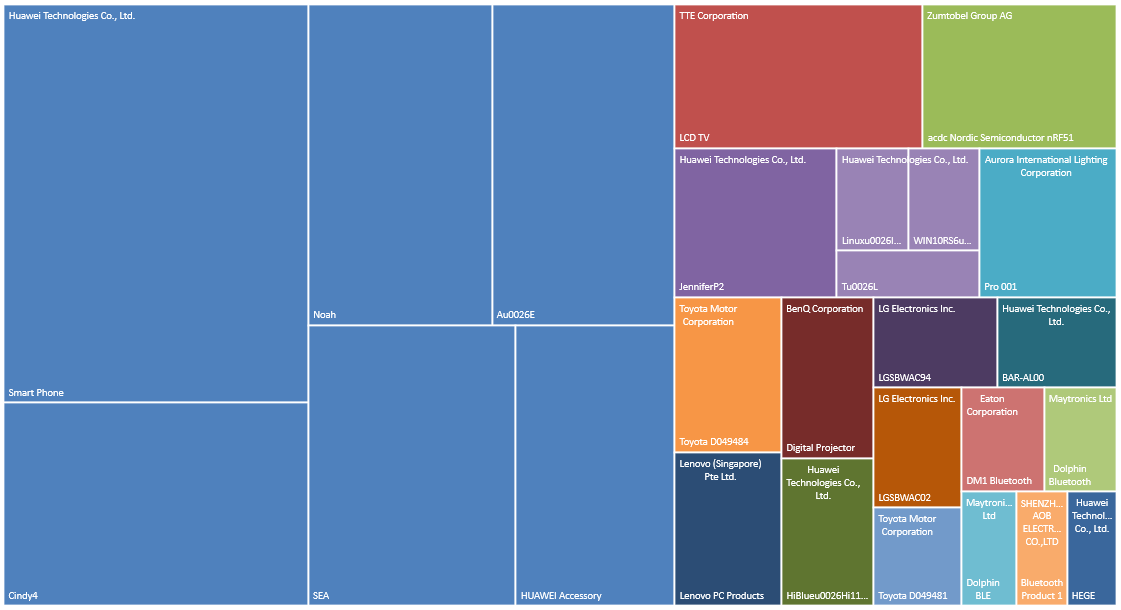 Huawei Technologies Co., Ltd.
Smart Phone
Cindy4
Noah
Au0026E
SEA
HUAWEI Accessory
TTE Corporation
LCD TV
Zumtobel Group AG
acdc Nordic Semiconductor nRF51
Huawei Technologies Co., Ltd.
JenniferP2
Huawei Technologies Co., Ltd.
Linuxu0026I...
WIN10RS6u...
Tu0026L
Aurora International Lighting
Corporation
Pro 001
Toyota Motor
Corporation
Toyota D049484
BenQ Corporation
Digital Projector
LG Electronics Inc.
LGSBWAC94
Huawei Technologies Co.,
Ltd.
BAR-AL00
Lenovo (Singapore)
Pte Ltd.
Lenovo PC Products
Huawei
Technologies Co.,
Ltd.
HiBlueu0026Hi11...
LG Electronics Inc.
LGSBWAC02
Toyota Motor
Corporation
Toyota D049481
Eaton
Corporation
DM1 Bluetooth
Maytronics Ltd
Dolphin
Bluetooth
Maytroni...
Ltd
Dolphin
BLE
SHENZH...
AOB
ELECTR...
CO.,LTD
Bluetooth
Product 1
Huawei
Technol...
Co., Ltd.
HEGE